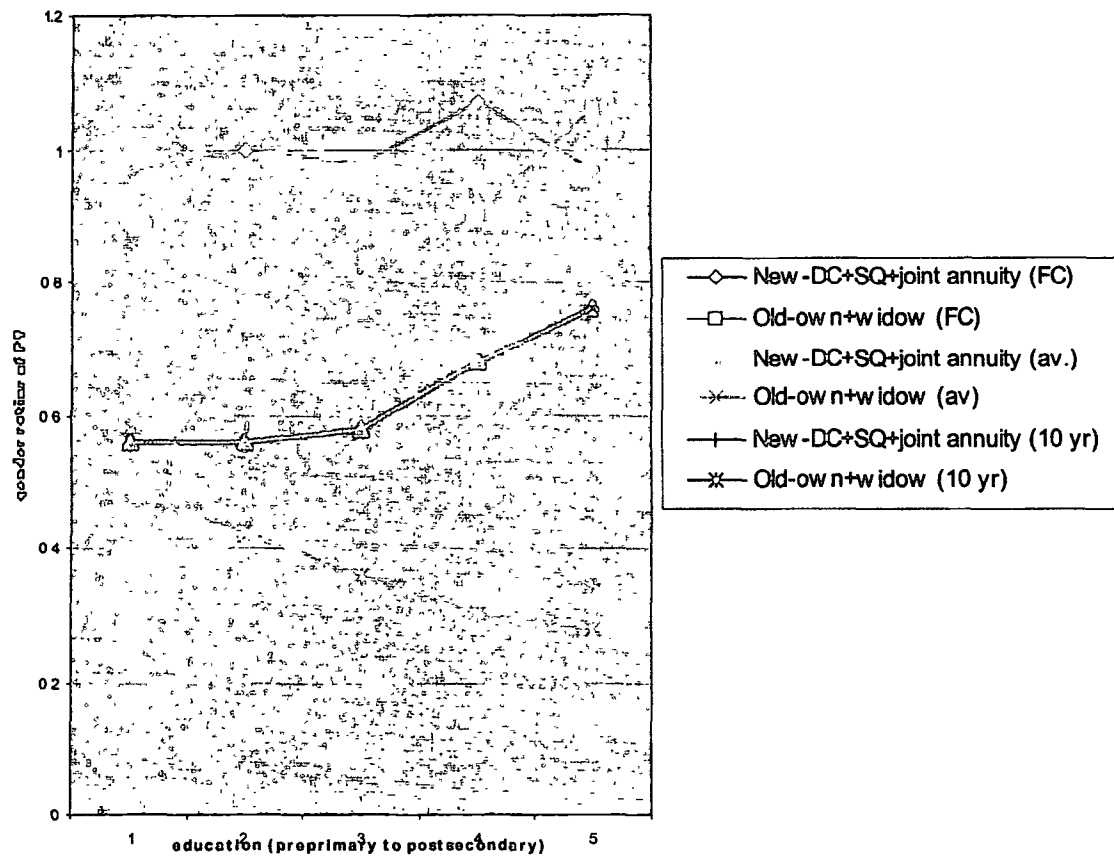 1.2
1
0.8
0.6
0.4
0.2
0
1 2 3 4 5
education (preprimary to postsecondary)
New-DC+SQ+joint annuity (FC)
Old-own+widow (FC)
New-DC+SQ+joint annuity (av.)
Old-own+widow (av)
New-DC+SQ+joint annuity (10 yr)
Old-own+widow (10 yr)